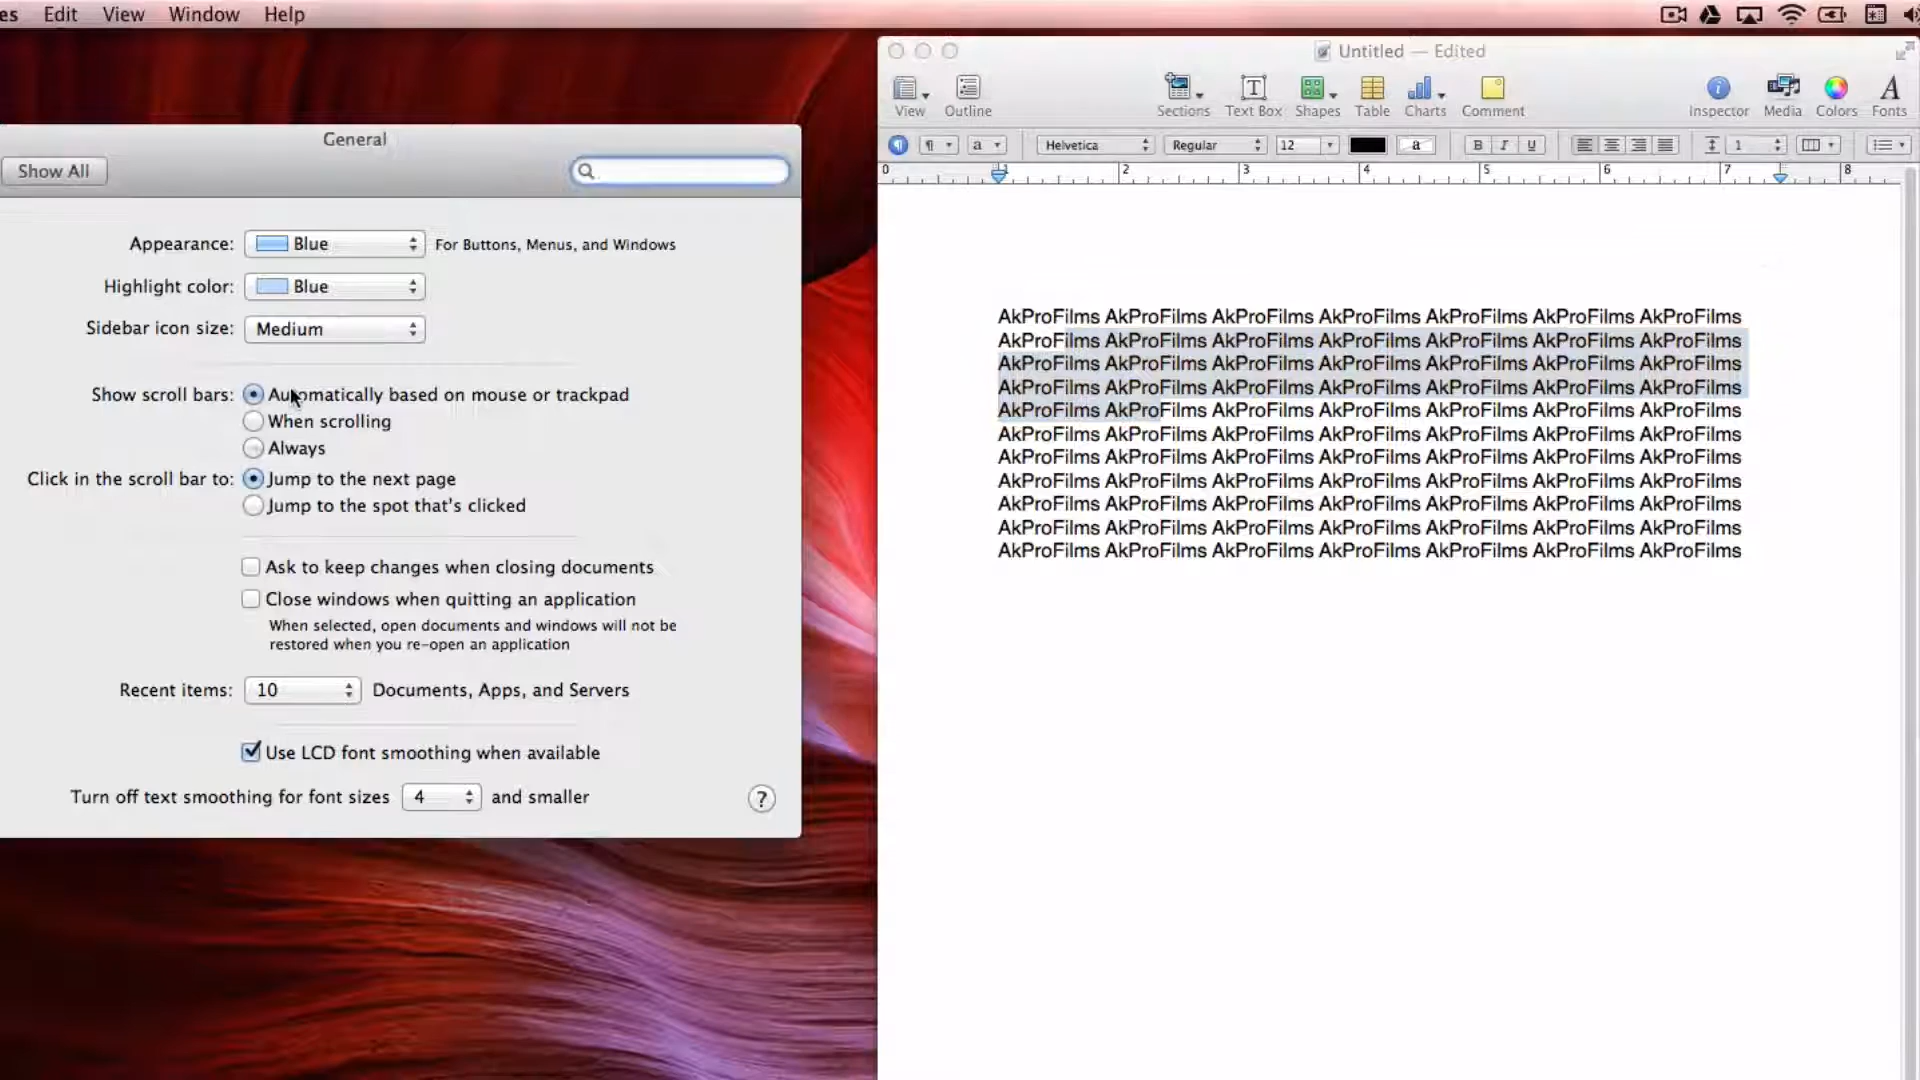 es Edit View Window Help
General
Show All
Appearance: Blue For Buttons, Menus, and Windows
Highlight color: Blue
Sidebar icon size: Medium
Show scroll bars: Automatically based on mouse or trackpad
When scrolling
Always
Click in the scroll bar to: Jump to the next page
Jump to the spot that's clicked
Ask to keep changes when closing documents
Close windows when quitting an application
When selected, open documents and windows will not be
restored when you re-open an application
Recent items: 10 Documents, Apps, and Servers
Use LCD font smoothing when available
Turn off text smoothing for font sizes 4 and smaller
?
Untitled — Edited
View Outline Sections Text Box Shapes Table Charts Comment Inspector Media Colors Fonts
¶ a Helvetica Regular 12 a B I U 1
0 1 2 3 4 5 6 7 8
AkProFilms AkProFilms AkProFilms AkProFilms AkProFilms AkProFilms AkProFilms
AkProFilms AkProFilms AkProFilms AkProFilms AkProFilms AkProFilms AkProFilms
AkProFilms AkProFilms AkProFilms AkProFilms AkProFilms AkProFilms AkProFilms
AkProFilms AkProFilms AkProFilms AkProFilms AkProFilms AkProFilms AkProFilms
AkProFilms AkProFilms AkProFilms AkProFilms AkProFilms AkProFilms AkProFilms
AkProFilms AkProFilms AkProFilms AkProFilms AkProFilms AkProFilms AkProFilms
AkProFilms AkProFilms AkProFilms AkProFilms AkProFilms AkProFilms AkProFilms
AkProFilms AkProFilms AkProFilms AkProFilms AkProFilms AkProFilms AkProFilms
AkProFilms AkProFilms AkProFilms AkProFilms AkProFilms AkProFilms AkProFilms
AkProFilms AkProFilms AkProFilms AkProFilms AkProFilms AkProFilms AkProFilms
AkProFilms AkProFilms AkProFilms AkProFilms AkProFilms AkProFilms AkProFilms